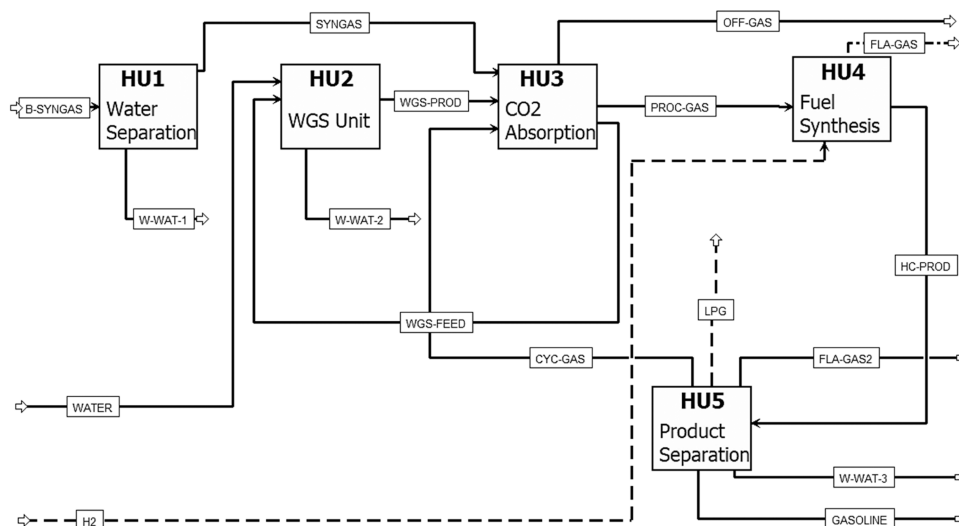 SYNGAS
OFF-GAS
FLA-GAS
HU1
Water
Separation
HU2
WGS Unit
HU3
CO2
Absorption
HU4
Fuel
Synthesis
B-SYNGAS
WGS-PROD
PROC-GAS
W-WAT-1
W-WAT-2
HC-PROD
LPG
WGS-FEED
CYC-GAS
FLA-GAS2
WATER
HU5
Product
Separation
W-WAT-3
H2
GASOLINE